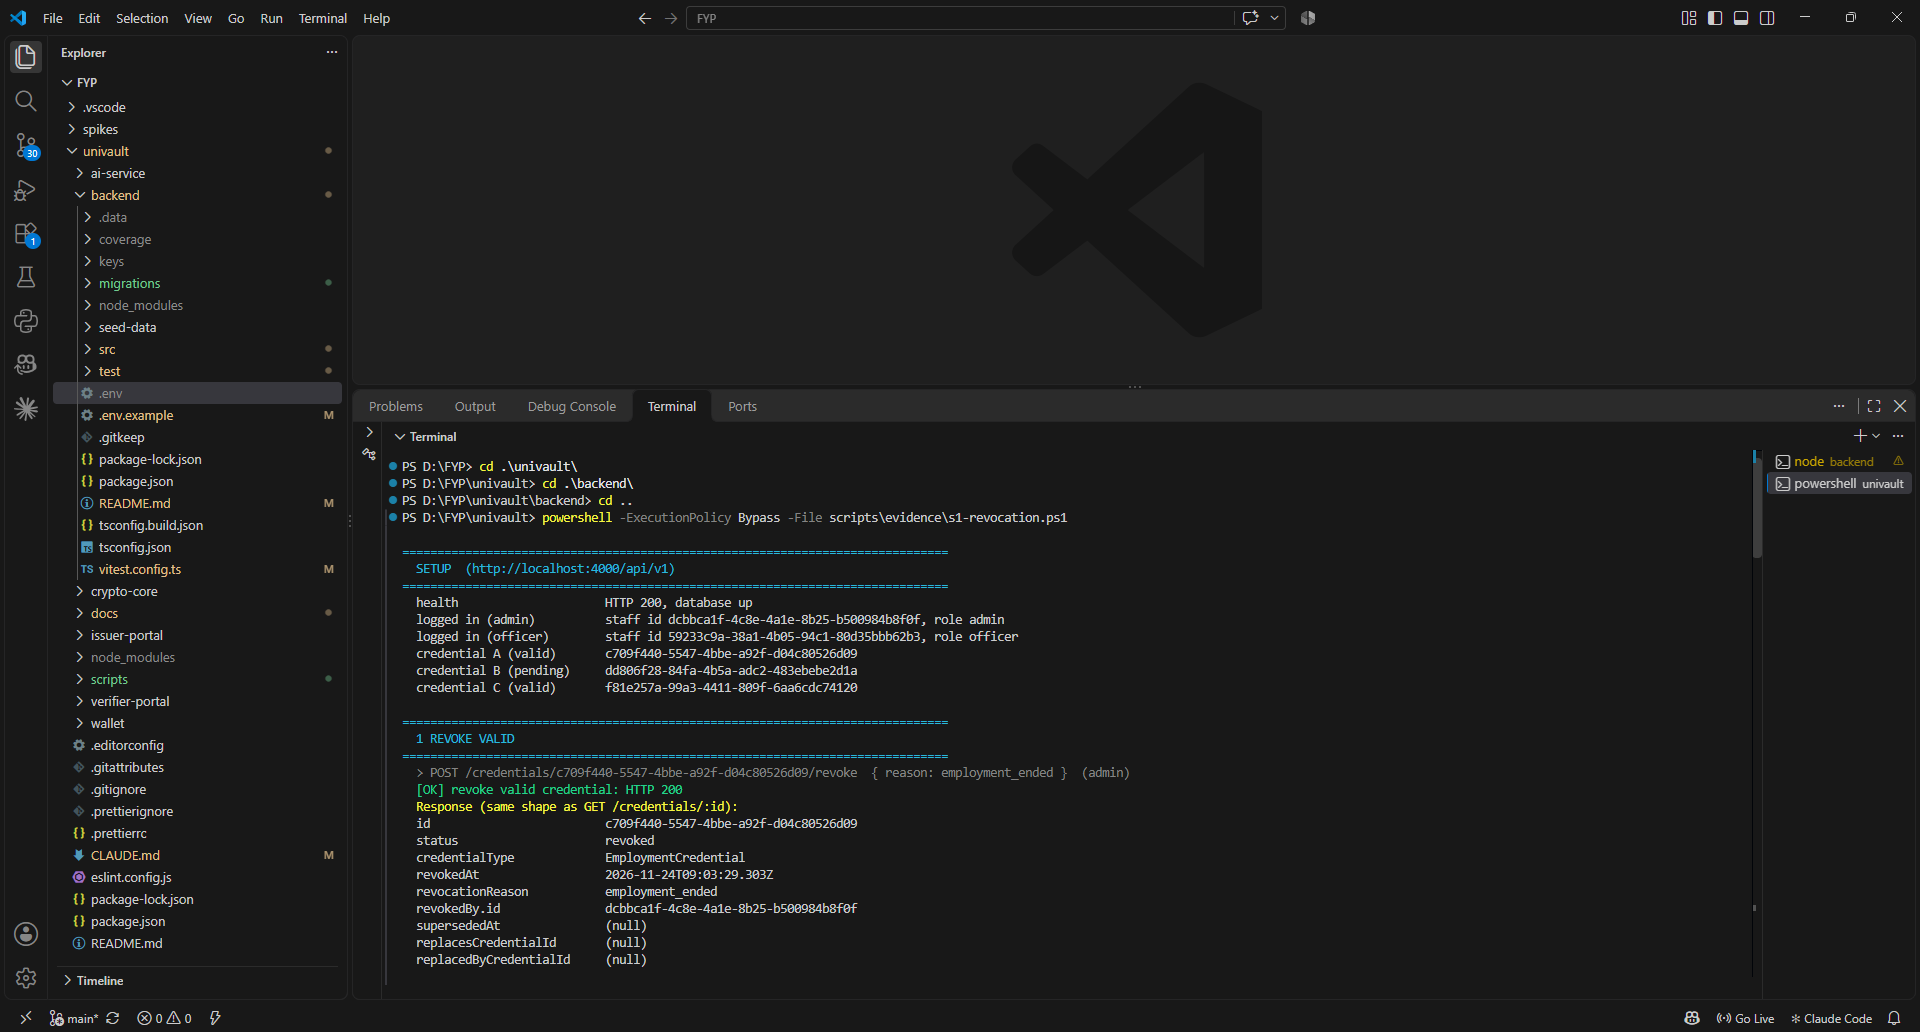 File Edit Selection View Go Run Terminal Help
FYP
Explorer
FYP
.vscode
spikes
univault
ai-service
backend
.data
coverage
keys
migrations
node_modules
seed-data
src
test
.env
.env.example M
.gitkeep
package-lock.json
package.json
README.md M
tsconfig.build.json
tsconfig.json
vitest.config.ts M
crypto-core
docs
issuer-portal
node_modules
scripts
verifier-portal
wallet
.editorconfig
.gitattributes
.gitignore
.prettierignore
.prettierrc
CLAUDE.md M
eslint.config.js
package-lock.json
package.json
README.md
Timeline
30
1
Problems Output Debug Console Terminal Ports
Terminal
PS D:\FYP> cd .\univault\
PS D:\FYP\univault> cd .\backend\
PS D:\FYP\univault\backend> cd ..
PS D:\FYP\univault> powershell -ExecutionPolicy Bypass -File scripts\evidence\s1-revocation.ps1
==============================================================================
SETUP (http://localhost:4000/api/v1)
==============================================================================
health HTTP 200, database up
logged in (admin) staff id dcbbca1f-4c8e-4a1e-8b25-b500984b8f0f, role admin
logged in (officer) staff id 59233c9a-38a1-4b05-94c1-80d35bbb62b3, role officer
credential A (valid) c709f440-5547-4bbe-a92f-d04c80526d09
credential B (pending) dd806f28-84fa-4b5a-adc2-483ebebe2d1a
credential C (valid) f81e257a-99a3-4411-809f-6aa6cdc74120
==============================================================================
1 REVOKE VALID
==============================================================================
> POST /credentials/c709f440-5547-4bbe-a92f-d04c80526d09/revoke { reason: employment_ended } (admin)
[OK] revoke valid credential: HTTP 200
Response (same shape as GET /credentials/:id):
id c709f440-5547-4bbe-a92f-d04c80526d09
status revoked
credentialType EmploymentCredential
revokedAt 2026-11-24T09:03:29.303Z
revocationReason employment_ended
revokedBy.id dcbbca1f-4c8e-4a1e-8b25-b500984b8f0f
supersededAt (null)
replacesCredentialId (null)
replacedByCredentialId (null)
node backend
powershell univault
main* 0 0
Go Live Claude Code